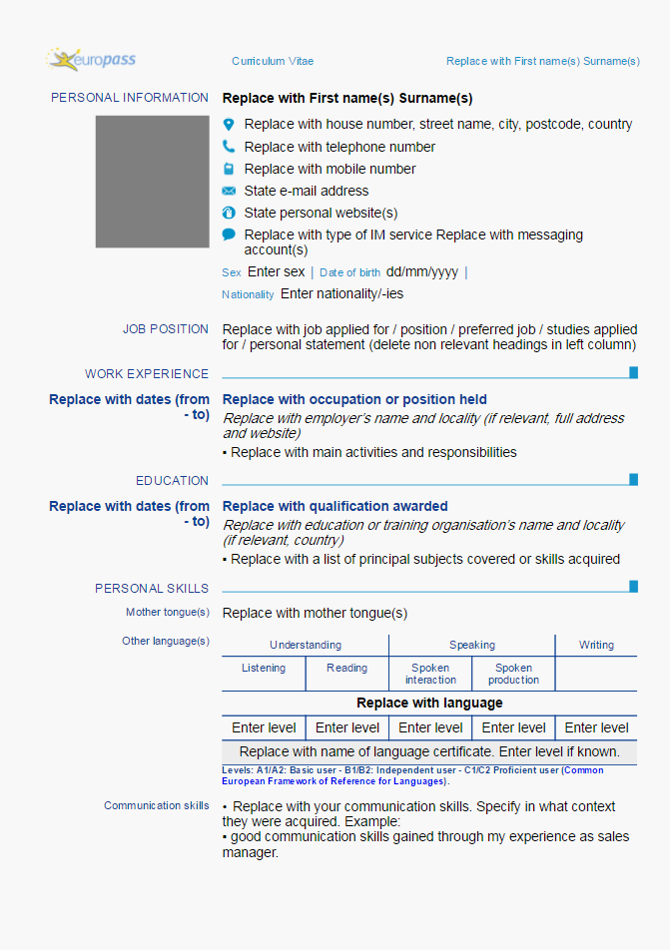 europass
Curriculum Vitae
Replace with First name(s) Surname(s)
PERSONAL INFORMATION
Replace with First name(s) Surname(s)
Replace with house number, street name, city, postcode, country
Replace with telephone number
Replace with mobile number
State e-mail address
State personal website(s)
Replace with type of IM service Replace with messaging
account(s)
Sex Enter sex | Date of birth dd/mm/yyyy |
Nationality Enter nationality/-ies
JOB POSITION
Replace with job applied for / position / preferred job / studies applied
for / personal statement (delete non relevant headings in left column)
WORK EXPERIENCE
Replace with dates (from
- to)
Replace with occupation or position held
Replace with employer's name and locality (if relevant, full address
and website)
▪ Replace with main activities and responsibilities
EDUCATION
Replace with dates (from
- to)
Replace with qualification awarded
Replace with education or training organisation's name and locality
(if relevant, country)
▪ Replace with a list of principal subjects covered or skills acquired
PERSONAL SKILLS
Mother tongue(s)
Replace with mother tongue(s)
Other language(s)
Understanding
Speaking
Writing
Listening
Reading
Spoken
interaction
Spoken
production
Replace with language
Enter level
Enter level
Enter level
Enter level
Enter level
Replace with name of language certificate. Enter level if known.
Levels: A1/A2: Basic user - B1/B2: Independent user - C1/C2 Proficient user (Common
European Framework of Reference for Languages).
Communication skills
• Replace with your communication skills. Specify in what context
they were acquired. Example:
▪ good communication skills gained through my experience as sales
manager.